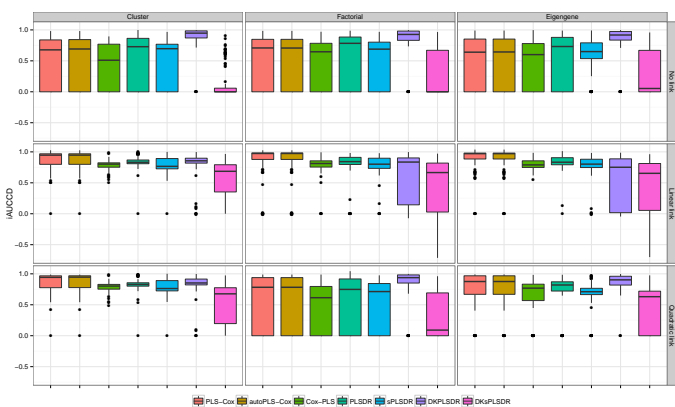 Cluster Factorial Eigengene
1.0
0.5
0.0
−0.5
No link
1.0
0.5
0.0
−0.5
Linear link
iAUCCD
1.0
0.5
0.0
−0.5
Quadratic link
PLS−Cox autoPLS−Cox Cox−PLS PLSDR sPLSDR DKPLSDR DKsPLSDR